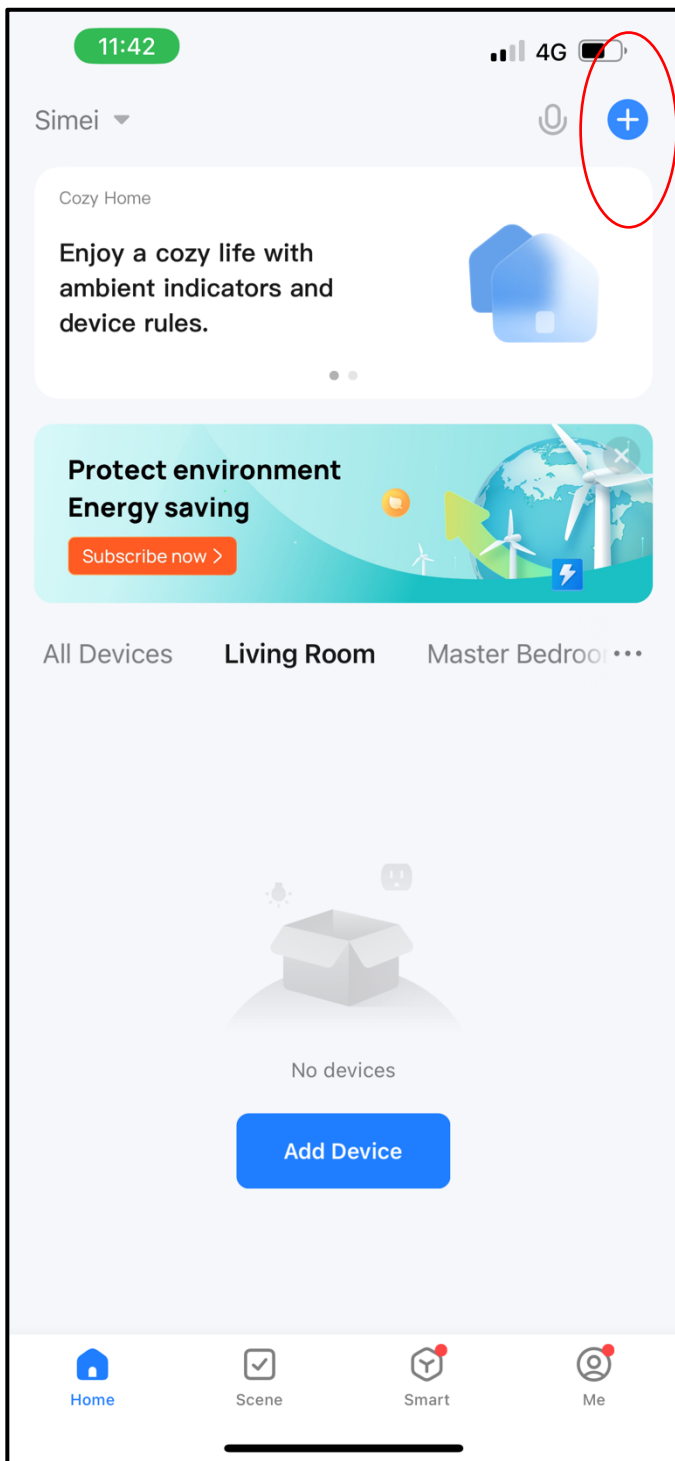 11:42
4G
Simei
Cozy Home
Enjoy a cozy life with
ambient indicators and
device rules.
Protect environment
Energy saving
Subscribe now >
All Devices
Living Room
Master Bedroo
No devices
Add Device
Home
Scene
Smart
Me